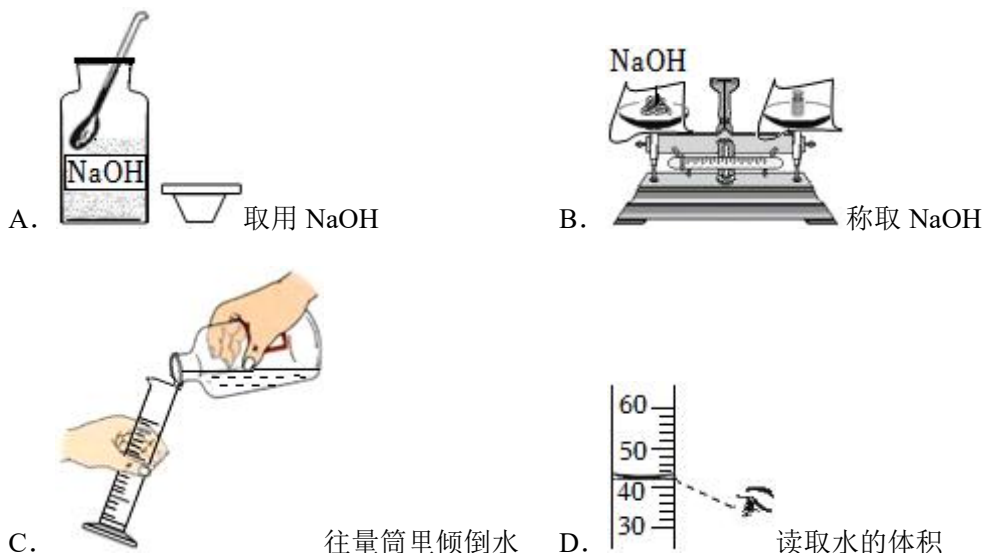 NaOH
NaOH
A. 取用 NaOH
B. 称取 NaOH
60
50
40
30
C. 往量筒里倾倒水
D. 读取水的体积